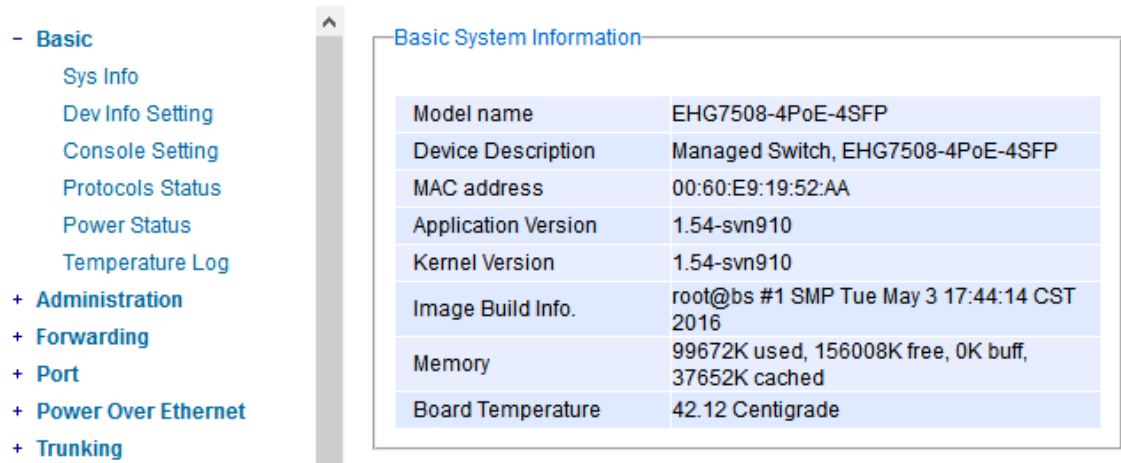 − Basic
Sys Info
Dev Info Setting
Console Setting
Protocols Status
Power Status
Temperature Log
+ Administration
+ Forwarding
+ Port
+ Power Over Ethernet
+ Trunking
Basic System Information
Model name EHG7508-4PoE-4SFP
Device Description Managed Switch, EHG7508-4PoE-4SFP
MAC address 00:60:E9:19:52:AA
Application Version 1.54-svn910
Kernel Version 1.54-svn910
Image Build Info. root@bs #1 SMP Tue May 3 17:44:14 CST
2016
Memory 99672K used, 156008K free, 0K buff,
37652K cached
Board Temperature 42.12 Centigrade